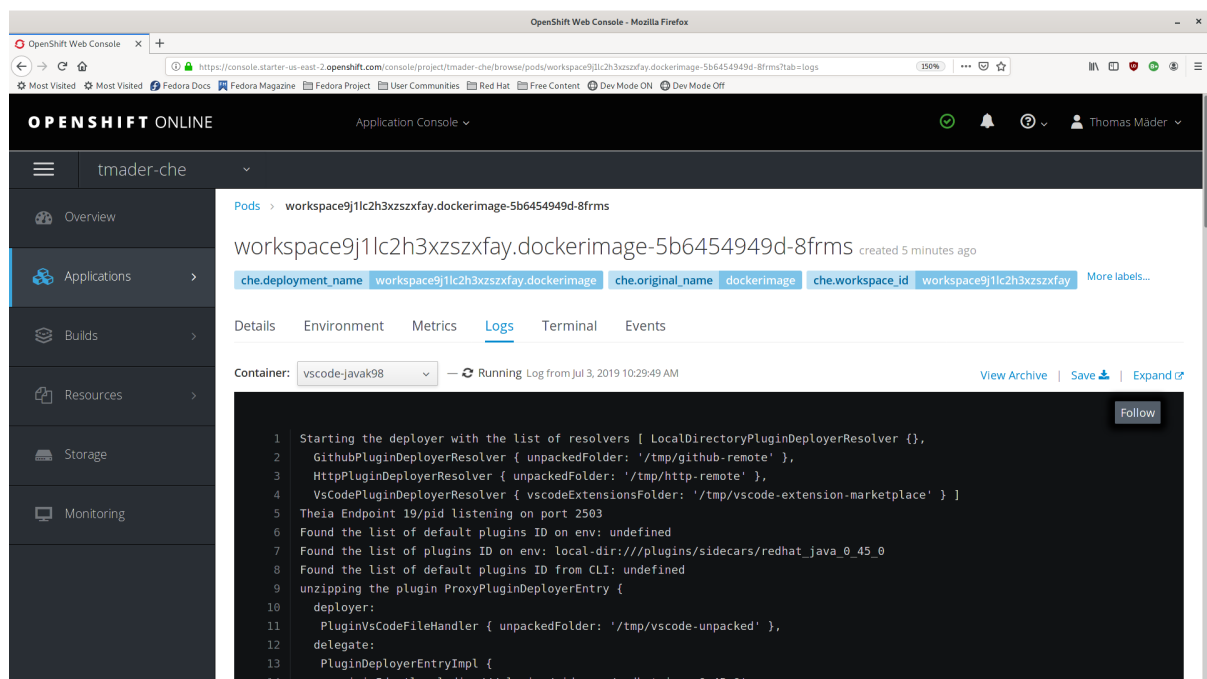 OpenShift Web Console - Mozilla Firefox
OpenShift Web Console
https://console.starter-us-east-2.openshift.com/console/project/tmader-che/browse/pods/workspace9j1lc2h3xzszxfay.dockerimage-5b6454949d-8frms?tab=logs 150%
Most Visited Most Visited Fedora Docs Fedora Magazine Fedora Project User Communities Red Hat Free Content Dev Mode ON Dev Mode Off
OPENSHIFT ONLINE Application Console Thomas Mäder
tmader-che
Pods > workspace9j1lc2h3xzszxfay.dockerimage-5b6454949d-8frms
Overview
workspace9j1lc2h3xzszxfay.dockerimage-5b6454949d-8frms created 5 minutes ago
Applications
che.deployment_name workspace9j1lc2h3xzszxfay.dockerimage che.original_name dockerimage che.workspace_id workspace9j1lc2h3xzszxfay More labels...
Details Environment Metrics Logs Terminal Events
Builds
Container: vscode-javak98 — Running Log from Jul 3, 2019 10:29:49 AM View Archive | Save | Expand
Resources
Follow
1 Starting the deployer with the list of resolvers [ LocalDirectoryPluginDeployerResolver {},
2 GithubPluginDeployerResolver { unpackedFolder: '/tmp/github-remote' },
Storage
3 HttpPluginDeployerResolver { unpackedFolder: '/tmp/http-remote' },
4 VsCodePluginDeployerResolver { vscodeExtensionsFolder: '/tmp/vscode-extension-marketplace' } ]
Monitoring
5 Theia Endpoint 19/pid listening on port 2503
6 Found the list of default plugins ID on env: undefined
7 Found the list of plugins ID on env: local-dir:///plugins/sidecars/redhat_java_0_45_0
8 Found the list of default plugins ID from CLI: undefined
9 unzipping the plugin ProxyPluginDeployerEntry {
10 deployer:
11 PluginVsCodeFileHandler { unpackedFolder: '/tmp/vscode-unpacked' },
12 delegate:
13 PluginDeployerEntryImpl {